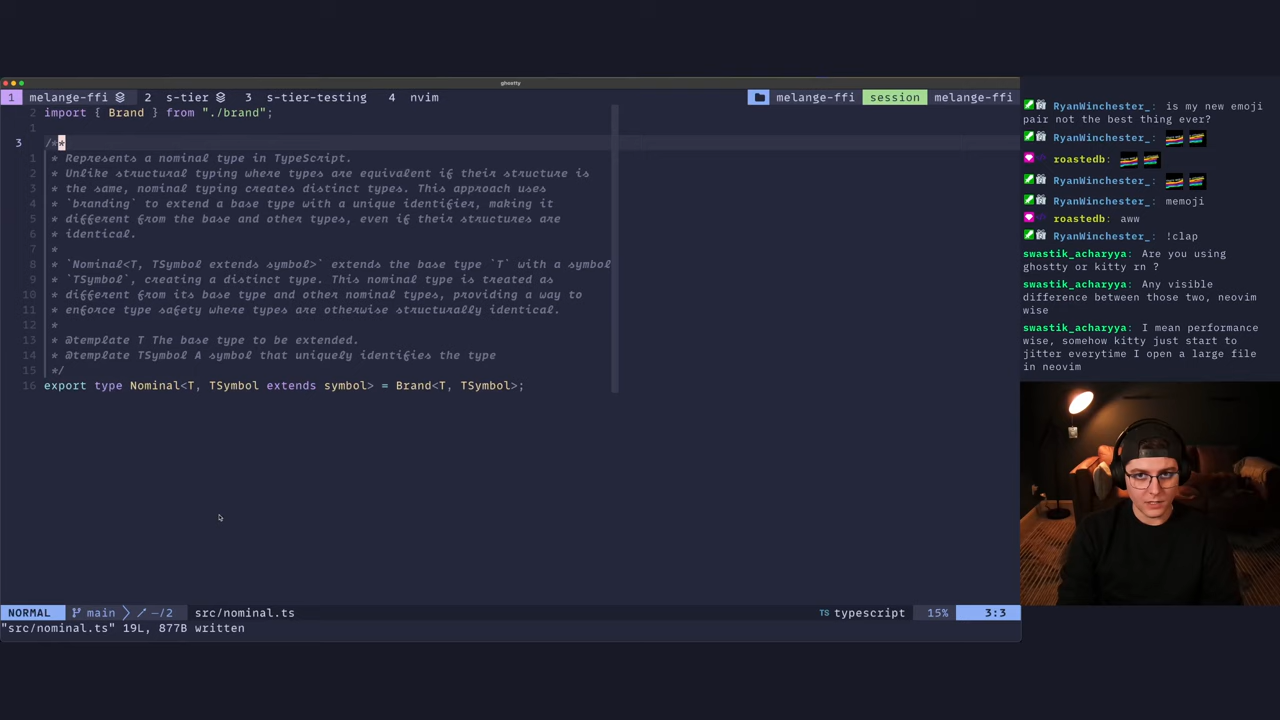 ghostty
1 melange-ffi 2 s-tier 3 s-tier-testing 4 nvim melange-ffi session melange-ffi
2 import { Brand } from "./brand";
1
3 /**
1 * Represents a nominal type in TypeScript.
2 * Unlike structural typing where types are equivalent if their structure is
3 * the same, nominal typing creates distinct types. This approach uses
4 * `branding` to extend a base type with a unique identifier, making it
5 * different from the base and other types, even if their structures are
6 * identical.
7 *
8 * `Nominal<T, TSymbol extends symbol>` extends the base type `T` with a symbol
9 * `TSymbol`, creating a distinct type. This nominal type is treated as
10 * different from its base type and other nominal types, providing a way to
11 * enforce type safety where types are otherwise structurally identical.
12 *
13 * @template T The base type to be extended.
14 * @template TSymbol A symbol that uniquely identifies the type
15 */
16 export type Nominal<T, TSymbol extends symbol> = Brand<T, TSymbol>;
NORMAL main ~/2 src/nominal.ts TS typescript 15% 3:3
"src/nominal.ts" 19L, 877B written
RyanWinchester_: is my new emoji
pair not the best thing ever?
RyanWinchester_:
roastedb:
RyanWinchester_:
RyanWinchester_: memoji
roastedb: aww
RyanWinchester_: !clap
swastik_acharyya: Are you using
ghostty or kitty rn ?
swastik_acharyya: Any visible
difference between those two, neovim
wise
swastik_acharyya: I mean performance
wise, somehow kitty just start to
jitter everytime I open a large file
in neovim